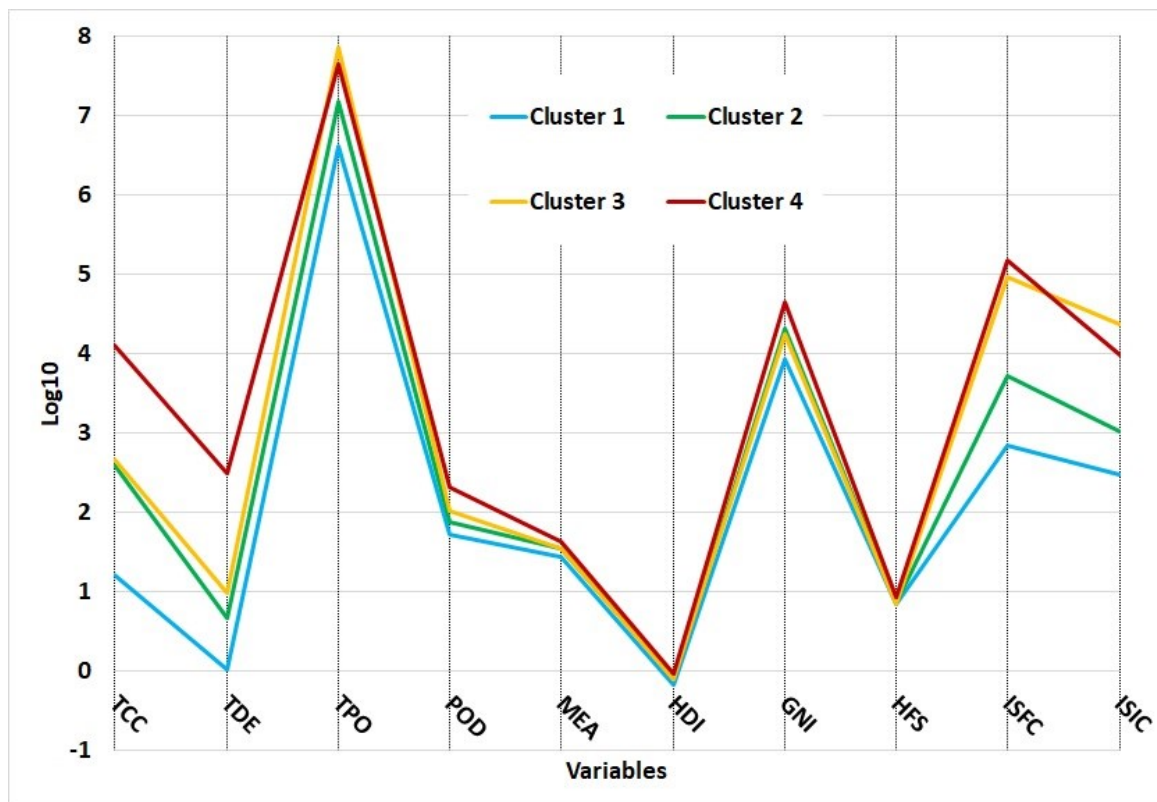 8
7
6
5
4
3
2
1
0
-1
Log10
Cluster 1 Cluster 2
Cluster 3 Cluster 4
TCC TDE TPO POD MEA HDI GNI HFS ISFC ISIC
Variables